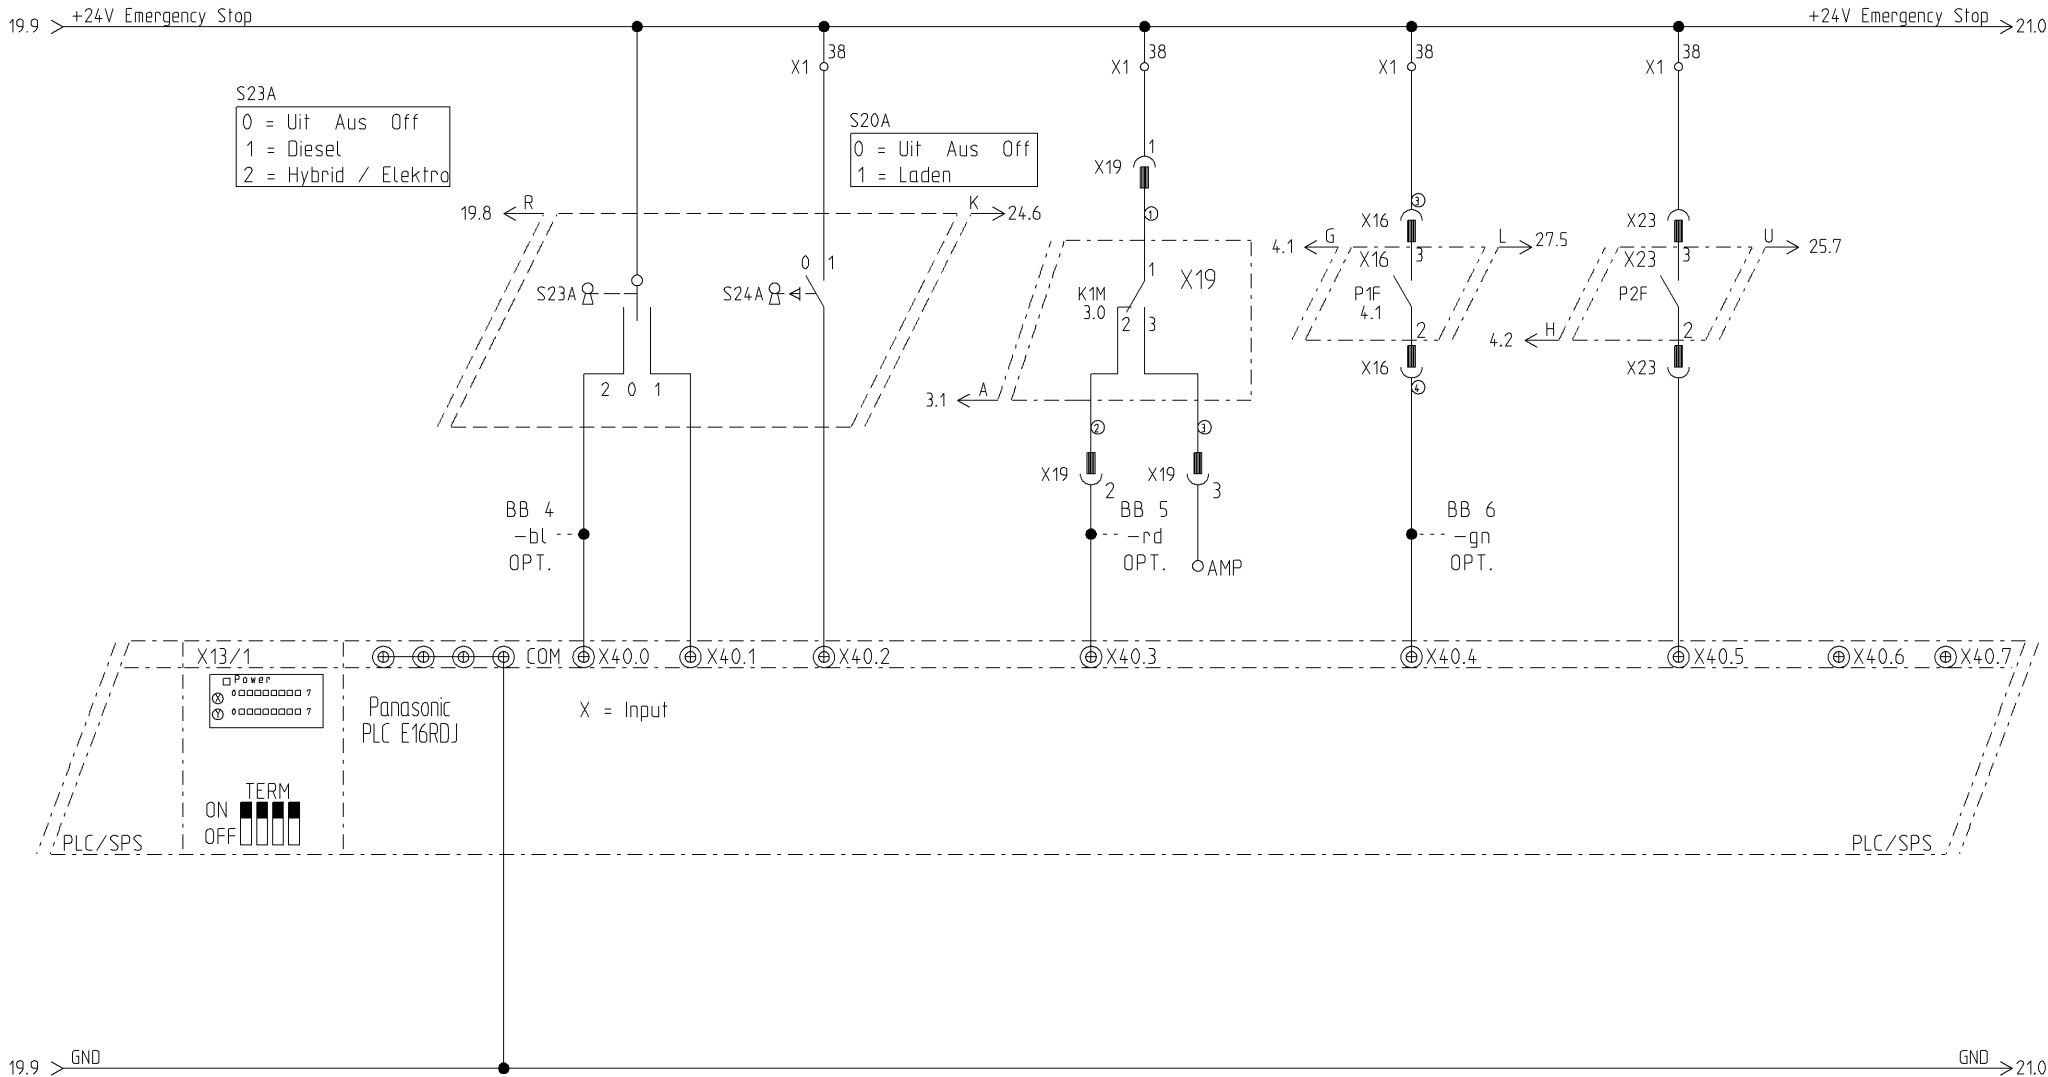 19.9 +24V Emergency Stop +24V Emergency Stop 21.0
38 38 38 38
X1 X1 X1 X1
S23A
0 = Uit Aus Off
1 = Diesel
2 = Hybrid / Elektro
S20A
0 = Uit Aus Off
1 = Laden
1
X19
1
19.8 R K 24.6
3
X16 X23
4.1 G L 27.5 U 25.7
X16 3 X23 3
0 1
S23A S24A
1
X19
K1M
3.0
2 3
P1F
4.1
P2F
2 2
4.2 H
X16 X23
4
2 0 1
3.1 A
2 3
X19 X19
2 3
BB 4
-bl
OPT.
BB 5
-rd
OPT.
AMP
BB 6
-gn
OPT.
X13/1 COM X40.0 X40.1 X40.2 X40.3 X40.4 X40.5 X40.6 X40.7
Power
X 0 7
Y 0 7
Panasonic
PLC E16RDJ
X = Input
TERM
ON
OFF
PLC/SPS PLC/SPS
19.9 GND GND 21.0